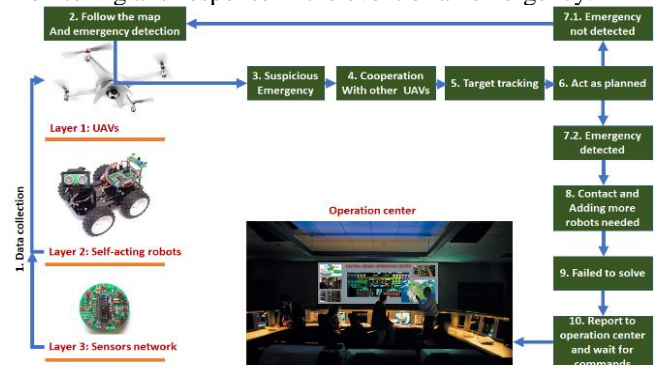 2. Follow the map
And emergency detection
7.1. Emergency
not detected
3. Suspicious
Emergency
4. Cooperation
With other UAVs
5. Target tracking
6. Act as planned
Layer 1: UAVs
7.2. Emergency
detected
1. Data collection
8. Contact and
Adding more
robots needed
Operation center
Layer 2: Self-acting robots
9. Failed to solve
Layer 3: Sensors network
10. Report to
operation center
and wait for
commands